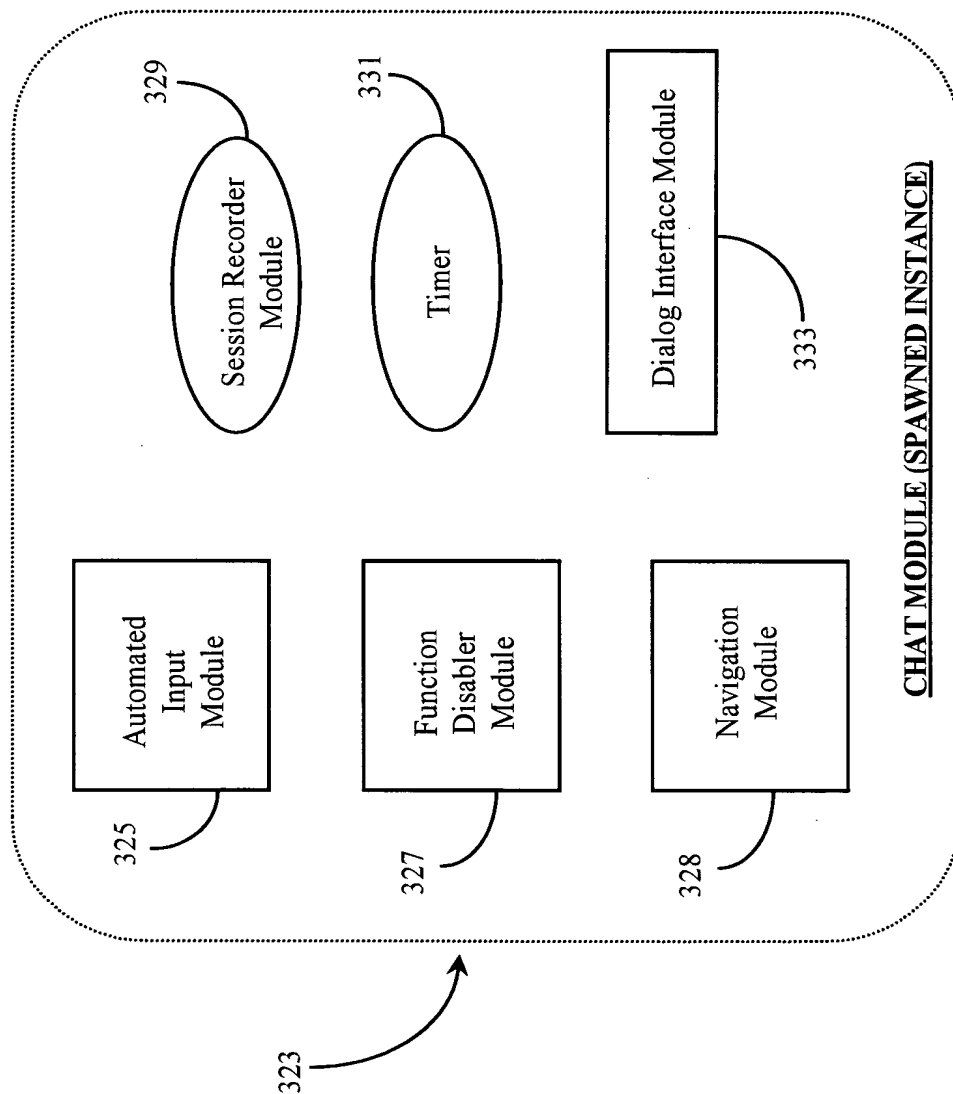 323
325
Automated
Input
Module
327
Function
Disabler
Module
328
Navigation
Module
329
Session Recorder
Module
331
Timer
333
Dialog Interface Module
CHAT MODULE (SPAWNED INSTANCE)